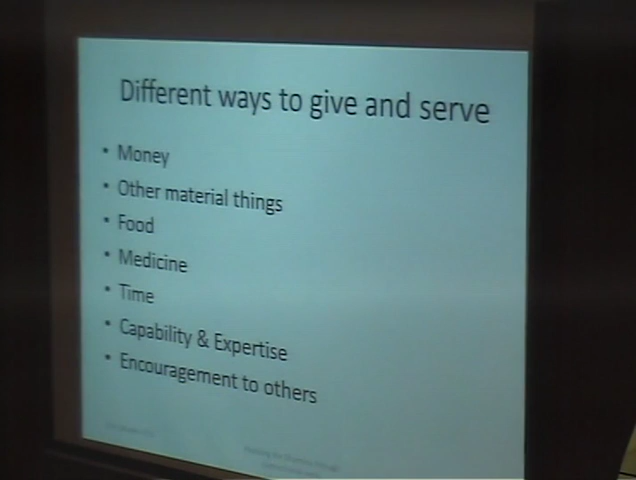 Different ways to give and serve
• Money
• Other material things
• Food
• Medicine
• Time
• Capability & Expertise
• Encouragement to others